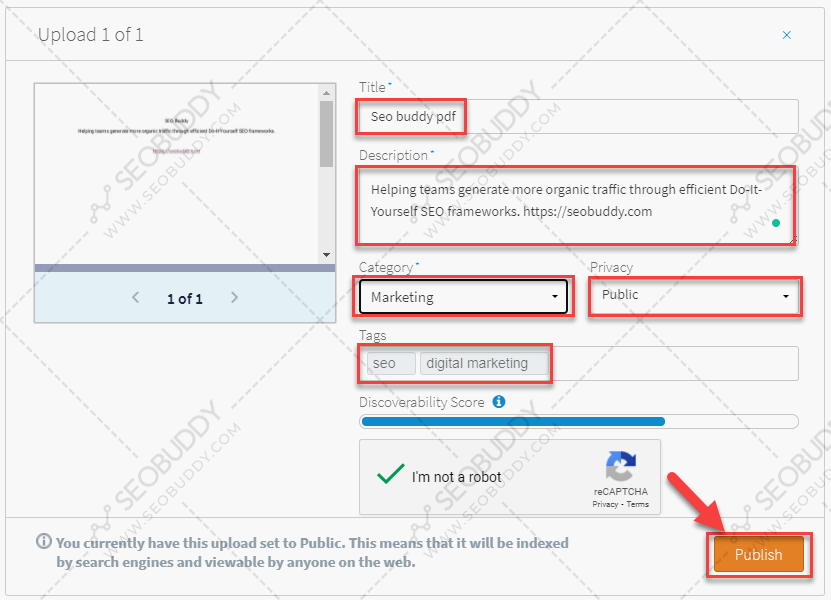 Upload 1 of 1
×
SEO Buddy
Helping teams generate more organic traffic through efficient Do-It-Yourself SEO frameworks.
https://seobuddy.com
1 of 1
Title *
Seo buddy pdf
Description *
Helping teams generate more organic traffic through efficient Do-It-
Yourself SEO frameworks. https://seobuddy.com
Category *
Privacy
Marketing
Public
Tags
seo
digital marketing
Discoverability Score
I'm not a robot
reCAPTCHA
Privacy - Terms
You currently have this upload set to Public. This means that it will be indexed
by search engines and viewable by anyone on the web.
Publish
SEOBUDDY
WWW.SEOBUDDY.COM